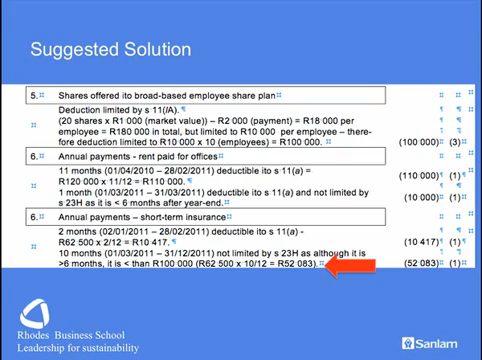 Suggested Solution
5. Shares offered ito broad-based employee share plan
Deduction limited by s 11(lA).
(20 shares x R1 000 (market value)) – R2 000 (payment) = R18 000 per
employee = R180 000 in total, but limited to R10 000 per employee – there-
fore deduction limited to R10 000 x 10 (employees) = R100 000. (100 000) (3)
6. Annual payments - rent paid for offices
11 months (01/04/2010 – 28/02/2011) deductible ito s 11(a) =
R120 000 x 11/12 = R110 000. (110 000) (1)
1 month (01/03/2011 – 31/03/2011) deductible ito s 11(a) and not limited by
s 23H as it is < 6 months after year-end. (10 000) (1)
6. Annual payments – short-term insurance
2 months (02/01/2011 – 28/02/2011) deductible ito s 11(a) -
R62 500 x 2/12 = R10 417. (10 417) (1)
10 months (01/03/2011 – 31/12/2011) not limited by s 23H as although it is
>6 months, it is < than R100 000 (R62 500 x 10/12 = R52 083). (52 083) (1)
Rhodes Business School
Leadership for sustainability
Sanlam